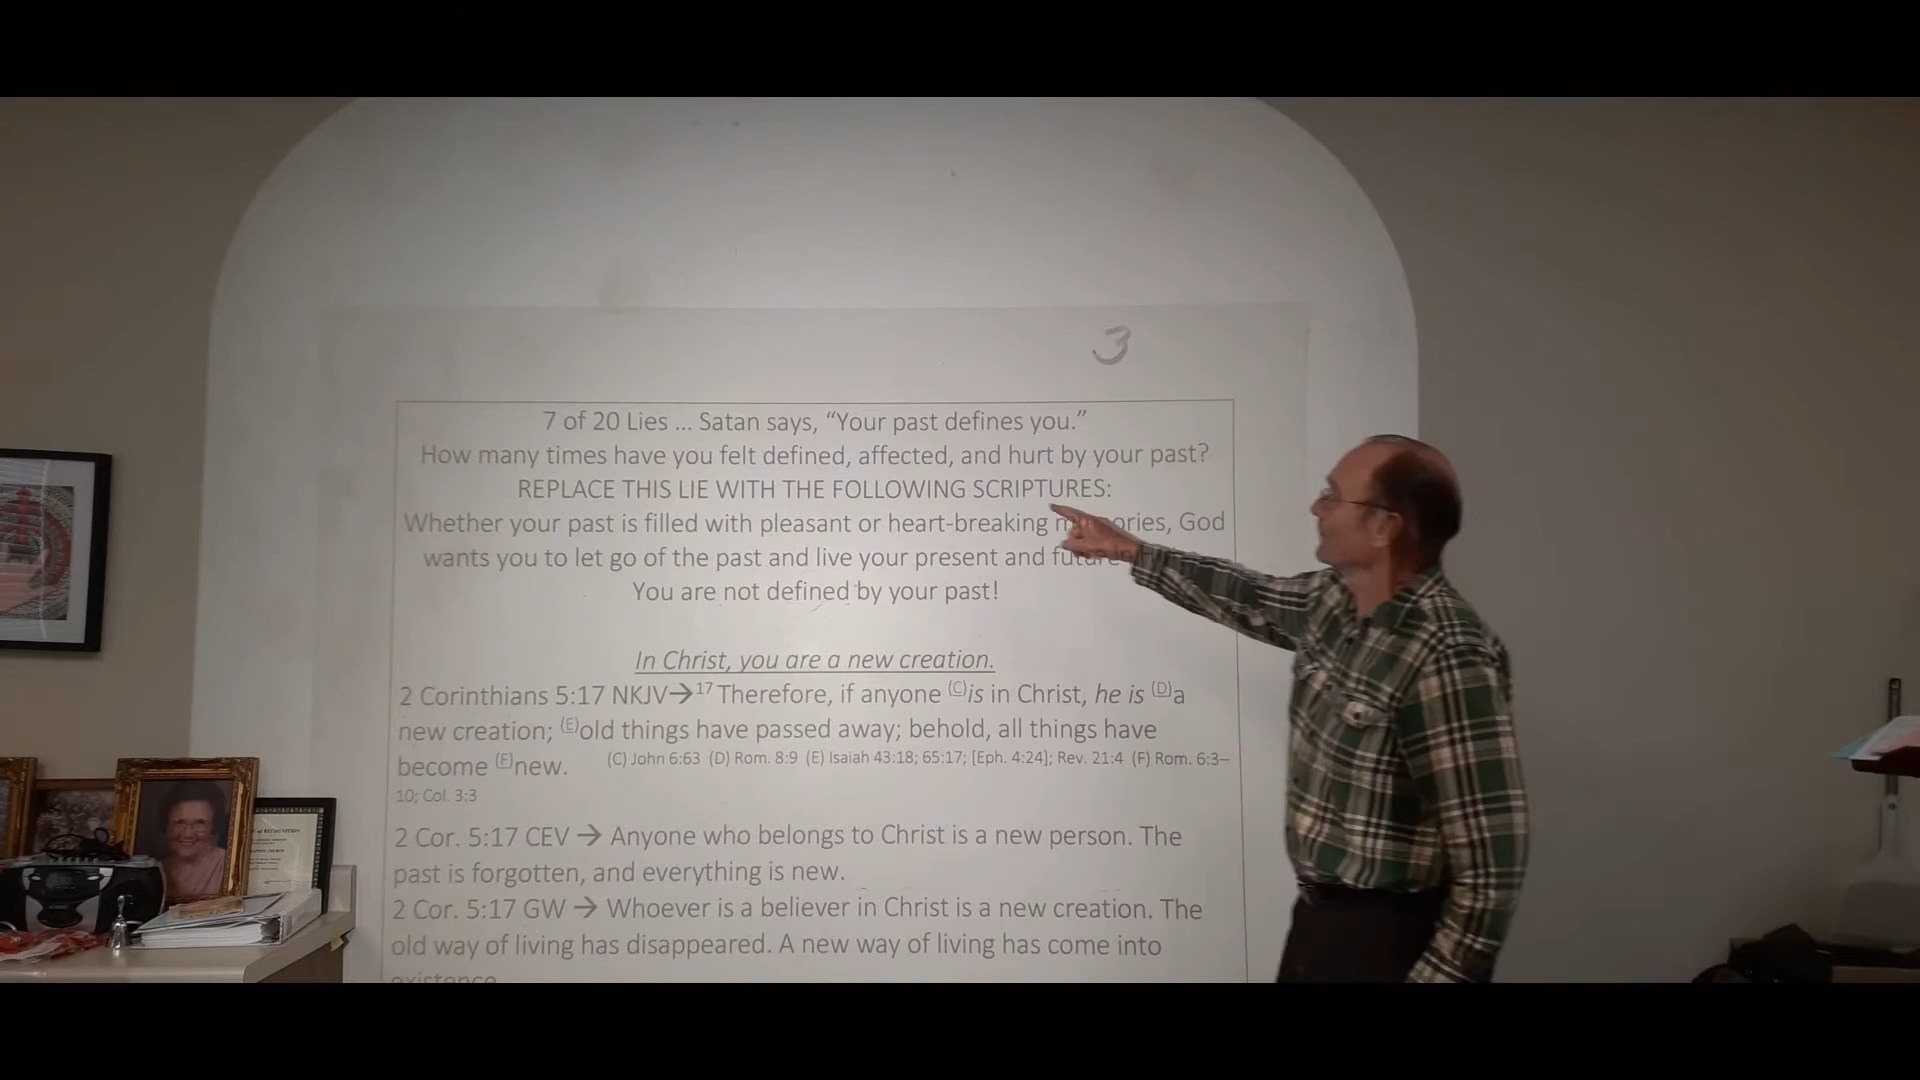 3
7 of 20 Lies ... Satan says, “Your past defines you.”
How many times have you felt defined, affected, and hurt by your past?
REPLACE THIS LIE WITH THE FOLLOWING SCRIPTURES:
Whether your past is filled with pleasant or heart-breaking memories, God
wants you to let go of the past and live your present and future in
You are not defined by your past!
In Christ, you are a new creation.
2 Corinthians 5:17 NKJV→17 Therefore, if anyone (C)is in Christ, he is (D)a
new creation; (E)old things have passed away; behold, all things have
become (F)new. (C) John 6:63 (D) Rom. 8:9 (E) Isaiah 43:18; 65:17; [Eph. 4:24]; Rev. 21:4 (F) Rom. 6:3–
10; Col. 3:3
2 Cor. 5:17 CEV → Anyone who belongs to Christ is a new person. The
past is forgotten, and everything is new.
2 Cor. 5:17 GW → Whoever is a believer in Christ is a new creation. The
old way of living has disappeared. A new way of living has come into
existence